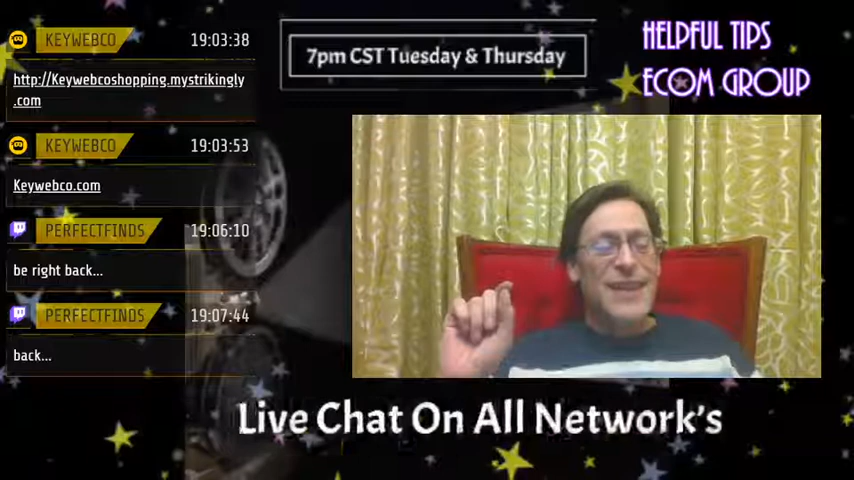 KEYWEBCO 19:03:38
http://Keywebcoshopping.mystrikingly
.com
KEYWEBCO 19:03:53
Keywebco.com
PERFECTFINDS 19:06:10
be right back...
PERFECTFINDS 19:07:44
back...
7pm CST Tuesday & Thursday
HELPFUL TIPS
ECOM GROUP
Live Chat On All Network's